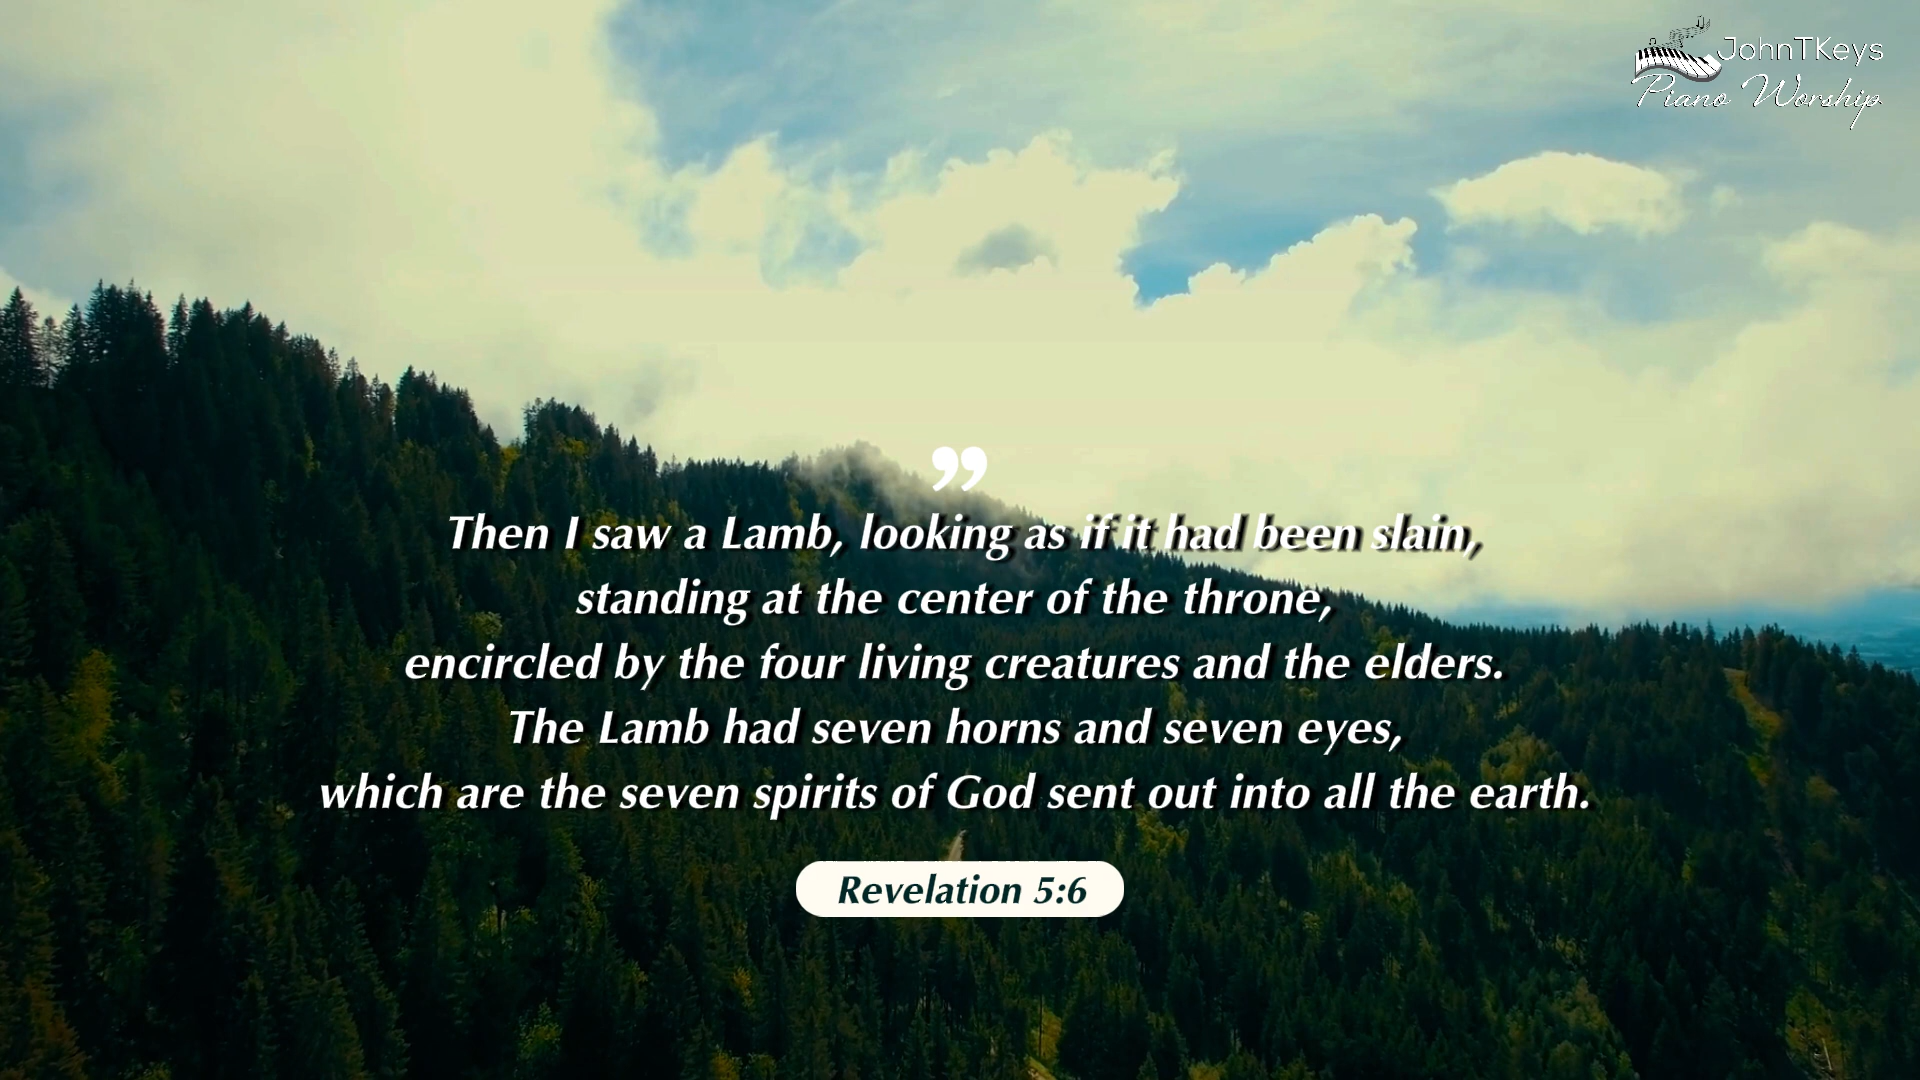 JohnTKeys
Piano Worship
”
Then I saw a Lamb, looking as if it had been slain,
standing at the center of the throne,
encircled by the four living creatures and the elders.
The Lamb had seven horns and seven eyes,
which are the seven spirits of God sent out into all the earth.
Revelation 5:6